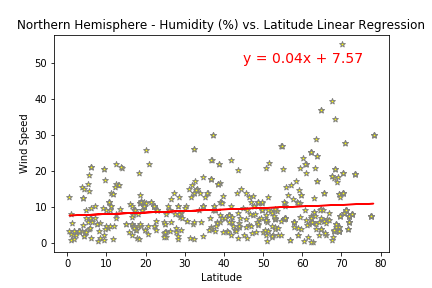 Northern Hemisphere - Humidity (%) vs. Latitude Linear Regression
y = 0.04x + 7.57
Wind Speed
50
40
30
20
10
0
0 10 20 30 40 50 60 70 80
Latitude